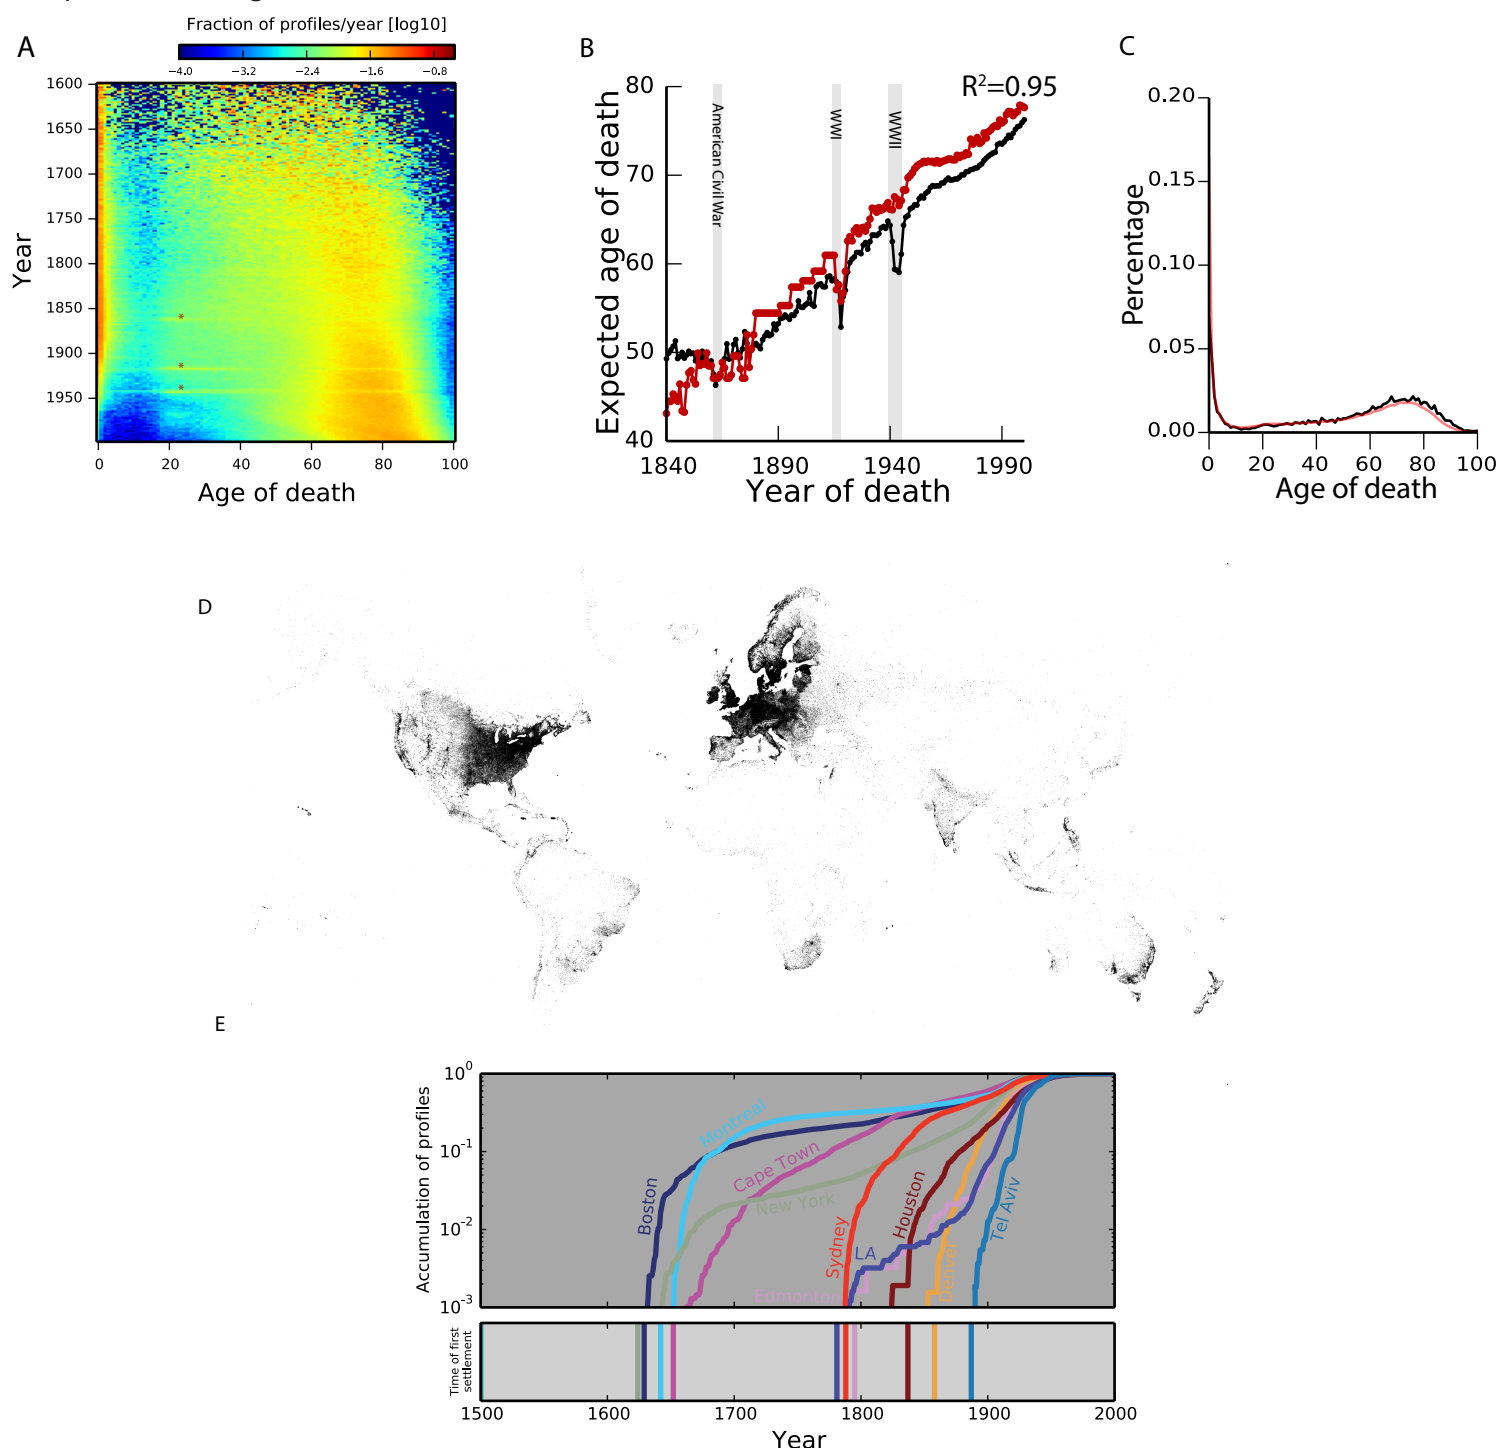 A
Fraction of profiles/year [log10]
−4.0 −3.2 −2.4 −1.6 −0.8
1600
1650
1700
1750
1800
1850
1900
1950
Year
*
*
*
0 20 40 60 80 100
Age of death
B
R²=0.95
American Civil War
WWI
WWII
80
70
60
50
40
Expected age of death
1840 1890 1940 1990
Year of death
C
0.20
0.15
0.10
0.05
0.00
Percentage
0 20 40 60 80 100
Age of death
D
E
10⁰
10⁻¹
10⁻²
10⁻³
Accumulation of profiles
Boston
Montreal
Cape Town
New York
Sydney
LA
Edmonton
Houston
Denver
Tel Aviv
Time of first
settlement
1500 1600 1700 1800 1900 2000
Year